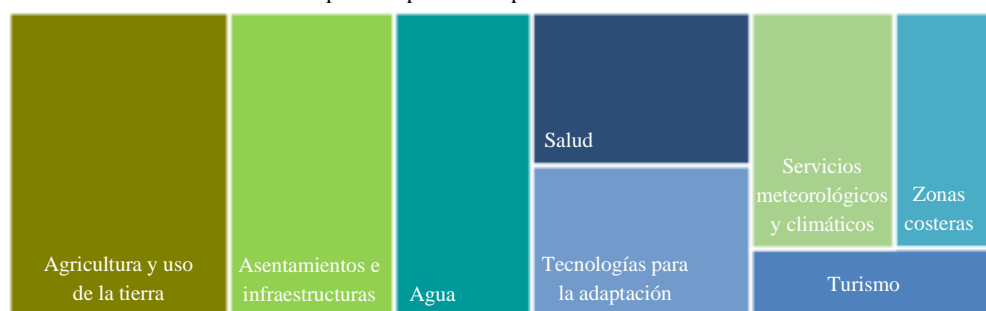 Salud
Servicios
meteorológicos
y climáticos
Zonas
costeras
Agricultura y uso
de la tierra
Asentamientos e
infraestructuras
Agua
Tecnologías para
la adaptación
Turismo